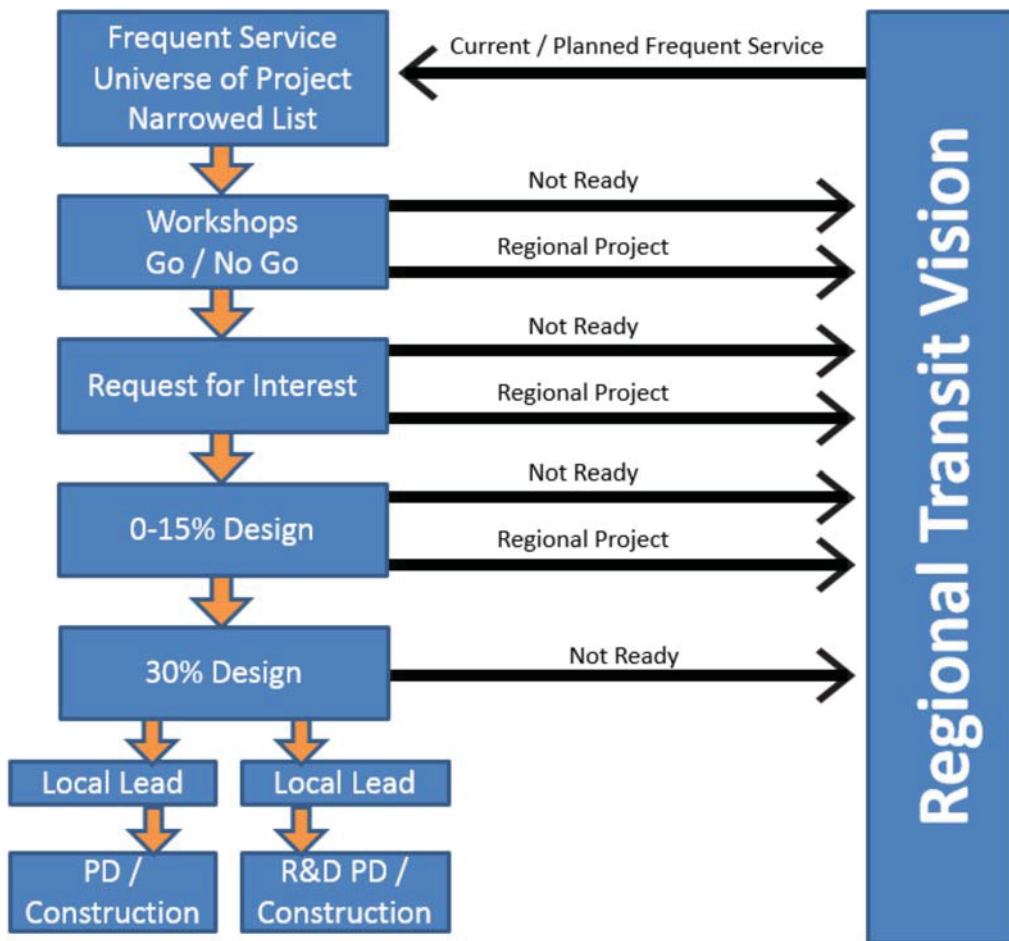 Frequent Service
Universe of Project
Narrowed List
Current / Planned Frequent Service
Workshops
Go / No Go
Not Ready
Regional Project
Request for Interest
Not Ready
Regional Project
0-15% Design
Not Ready
Regional Project
30% Design
Not Ready
Local Lead
Local Lead
PD /
Construction
R&D PD /
Construction
Regional Transit Vision